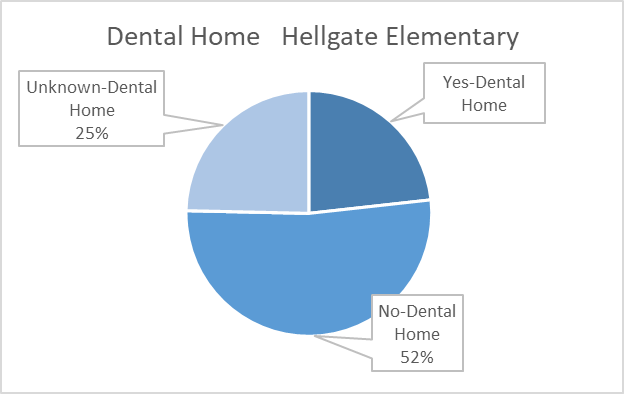 Dental Home   Hellgate Elementary
Unknown-Dental
Home
25%
Yes-Dental
Home
No-Dental
Home
52%